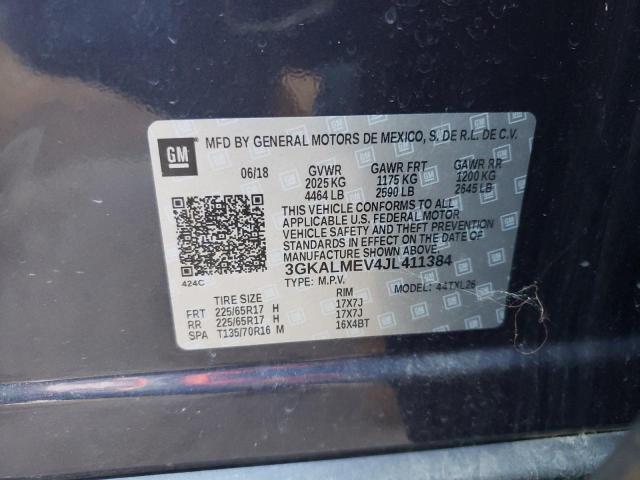 GM
MFD BY GENERAL MOTORS DE MEXICO, S. DE R.L. DE C.V.
06/18 GVWR GAWR FRT GAWR RR
2025 KG 1175 KG 1200 KG
4464 LB 2590 LB 2645 LB
THIS VEHICLE CONFORMS TO ALL
APPLICABLE U.S. FEDERAL MOTOR
VEHICLE SAFETY AND THEFT
PREVENTION STANDARDS IN
EFFECT ON THE DATE OF
MANUFACTURE SHOWN ABOVE.
424C 3GKALMEV4JL411384
TYPE: M.P.V. MODEL: 44TXL26
TIRE SIZE RIM
FRT 225/65R17 H 17X7J
RR 225/65R17 H 17X7J
SPA T135/70R16 M 16X4BT